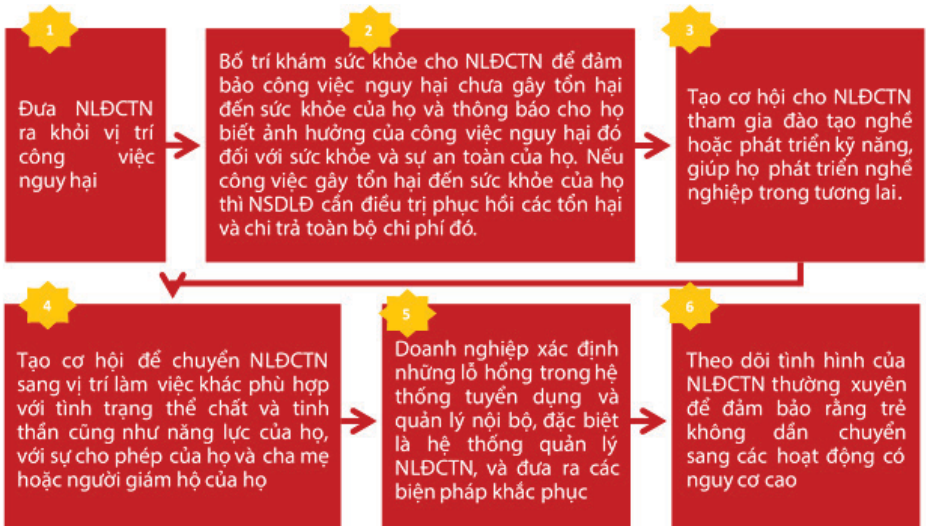 1
Đưa NLĐCTN
ra khỏi vị trí
công việc
nguy hại
2
Bố trí khám sức khỏe cho NLĐCTN để đảm
bảo công việc nguy hại chưa gây tổn hại
đến sức khỏe của họ và thông báo cho họ
biết ảnh hưởng của công việc nguy hại đó
đối với sức khỏe và sự an toàn của họ. Nếu
công việc gây tổn hại đến sức khỏe của họ
thì NSDLĐ cần điều trị phục hồi các tổn hại
và chi trả toàn bộ chi phí đó.
3
Tạo cơ hội cho NLĐCTN
tham gia đào tạo nghề
hoặc phát triển kỹ năng,
giúp họ phát triển nghề
nghiệp trong tương lai.
4
Tạo cơ hội để chuyển NLĐCTN
sang vị trí làm việc khác phù hợp
với tình trạng thể chất và tinh
thần cũng như năng lực của họ,
với sự cho phép của họ và cha mẹ
hoặc người giám hộ của họ
5
Doanh nghiệp xác định
những lỗ hổng trong hệ
thống tuyển dụng và
quản lý nội bộ, đặc biệt
là hệ thống quản lý
NLĐCTN, và đưa ra các
biện pháp khắc phục
6
Theo dõi tình hình của
NLĐCTN thường xuyên
để đảm bảo rằng trẻ
không dần chuyển
sang các hoạt động có
nguy cơ cao